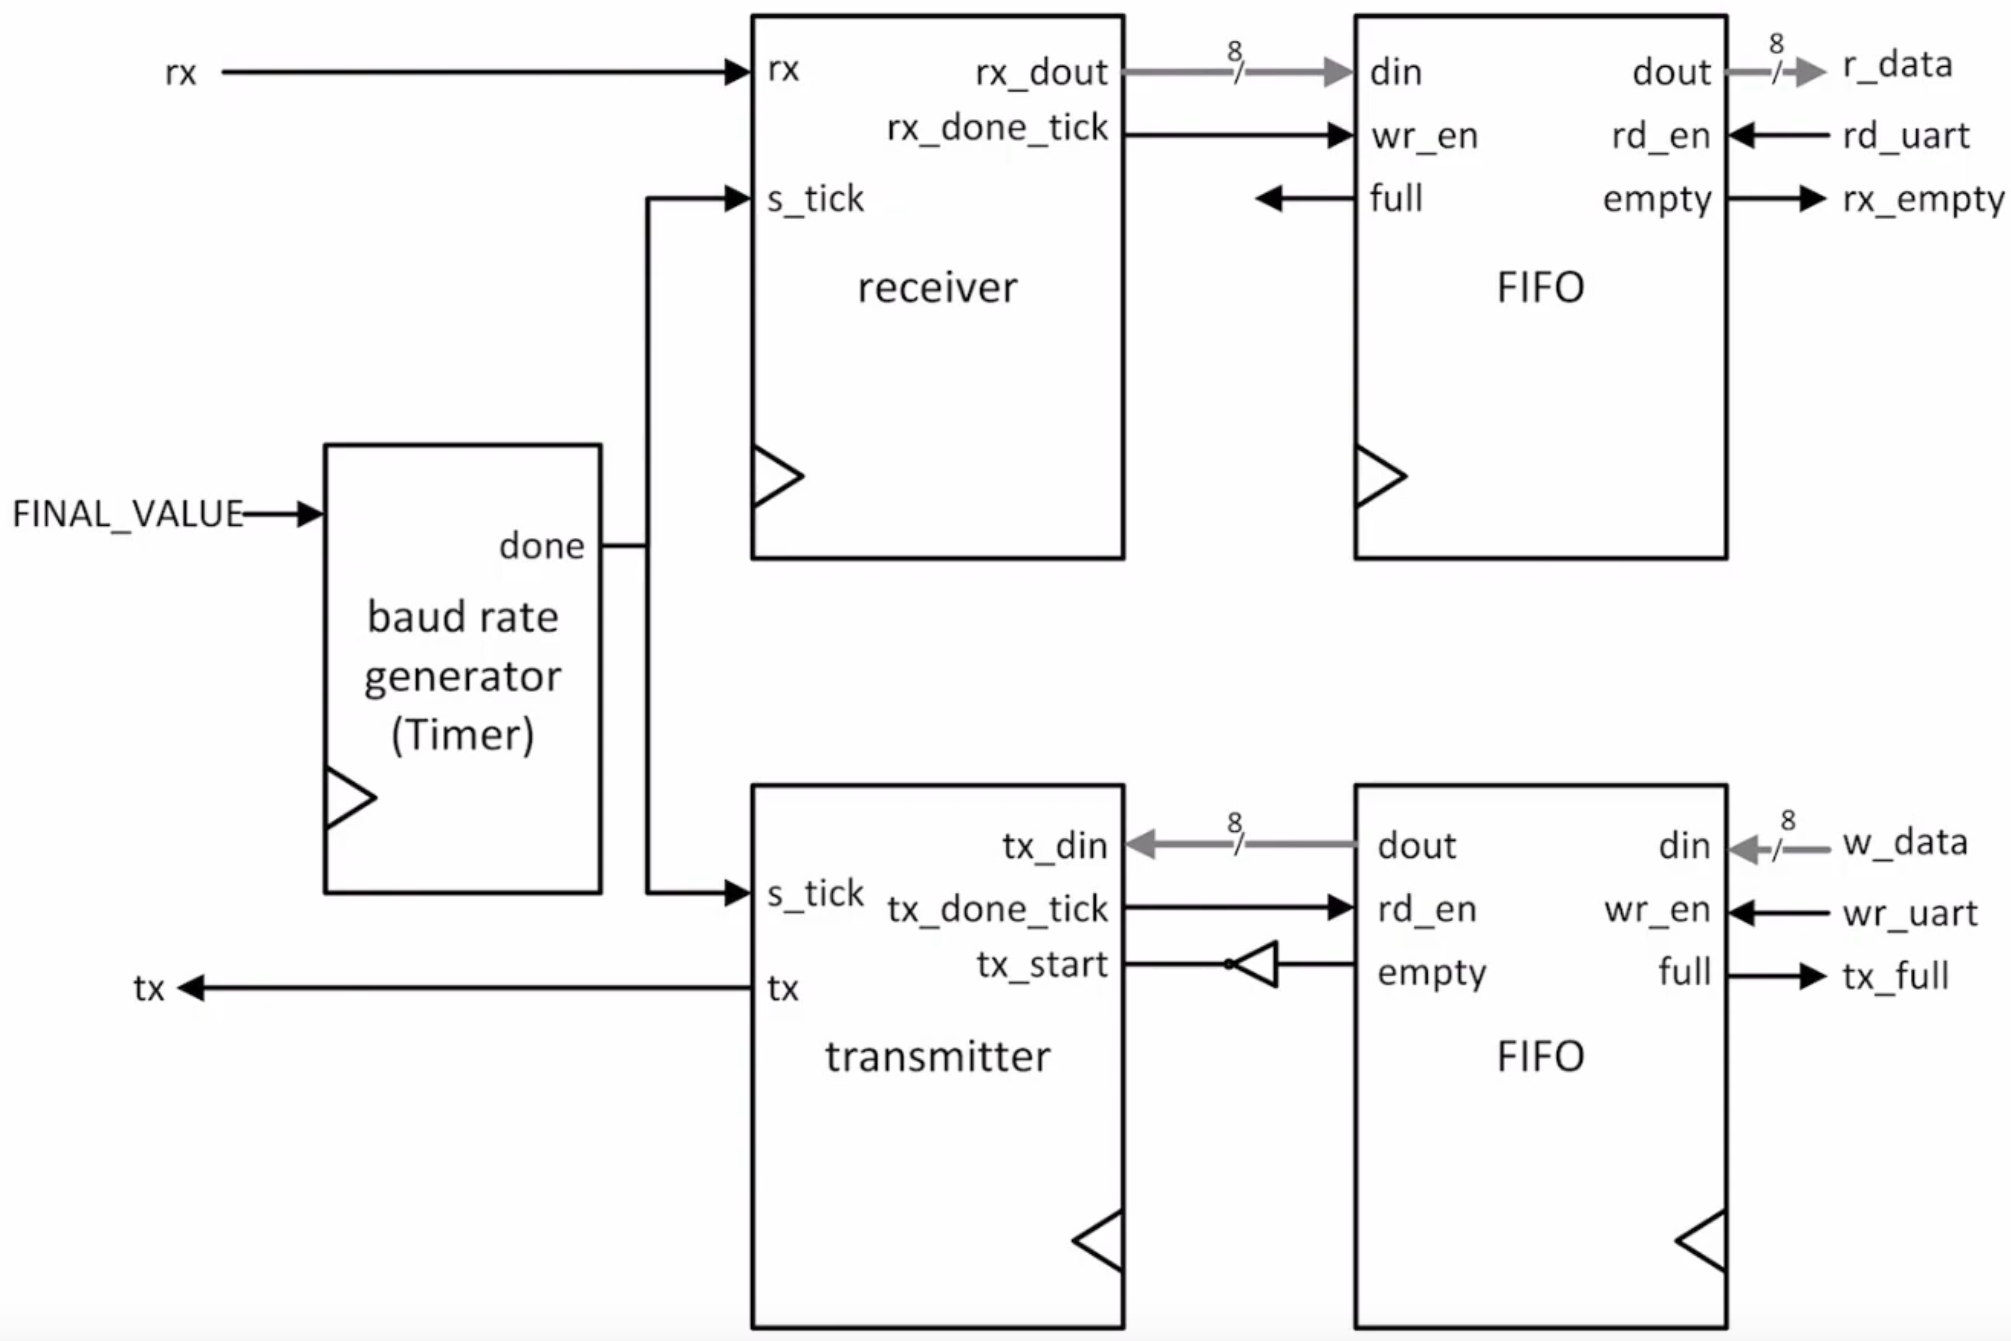 rx
rx
rx_dout
8
din
dout
8
r_data
rx_done_tick
wr_en
rd_en
rd_uart
s_tick
full
empty
rx_empty
receiver
FIFO
FINAL_VALUE
done
baud rate
generator
(Timer)
tx_din
8
dout
din
8
w_data
s_tick
tx_done_tick
rd_en
wr_en
wr_uart
tx_start
empty
full
tx_full
tx
tx
transmitter
FIFO